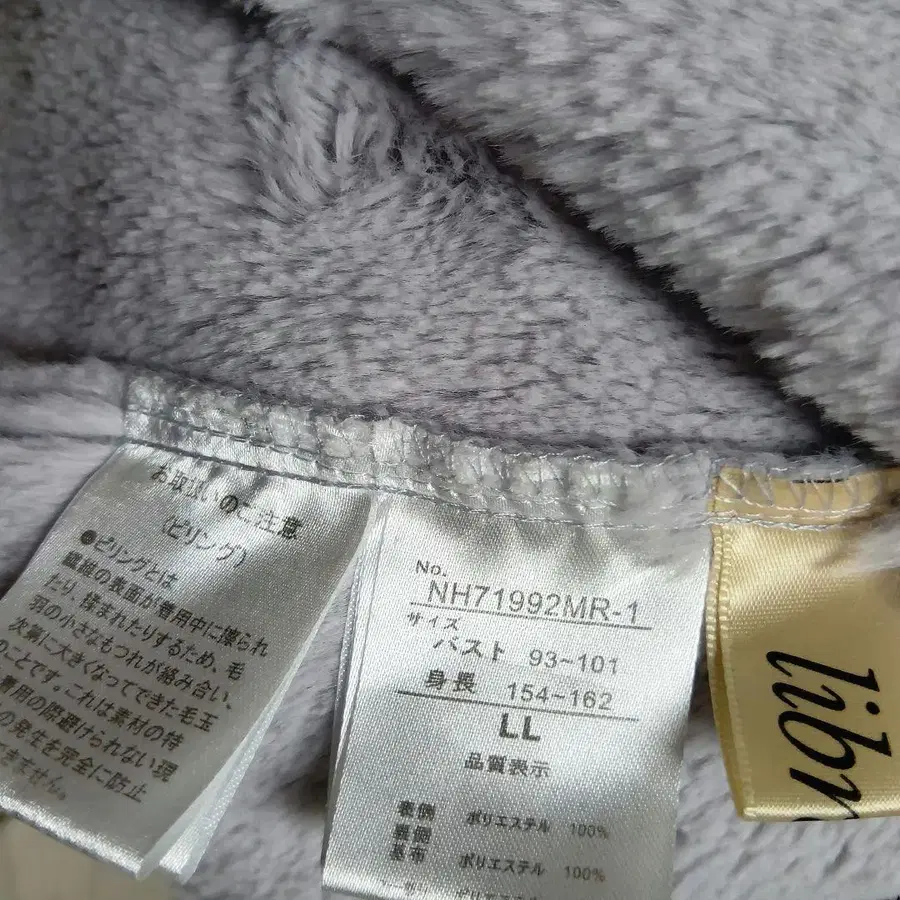 お取扱いのご注意
(ピリング)
●ピリングとは
繊維の表面が着用中に擦られ
たり、揉まれたりするため、毛
羽の小さなもつれが絡み合い、
次第に大きくなってできた毛玉
のことです。これは素材の特
着用の際避けられない現
の発生を完全に防止
できません。
No.
NH71992MR-1
サイズ
バスト 93~101
身長 154~162
LL
品質表示
表側 ポリエステル 100%
裏側
基布 ポリエステル 100%
libr